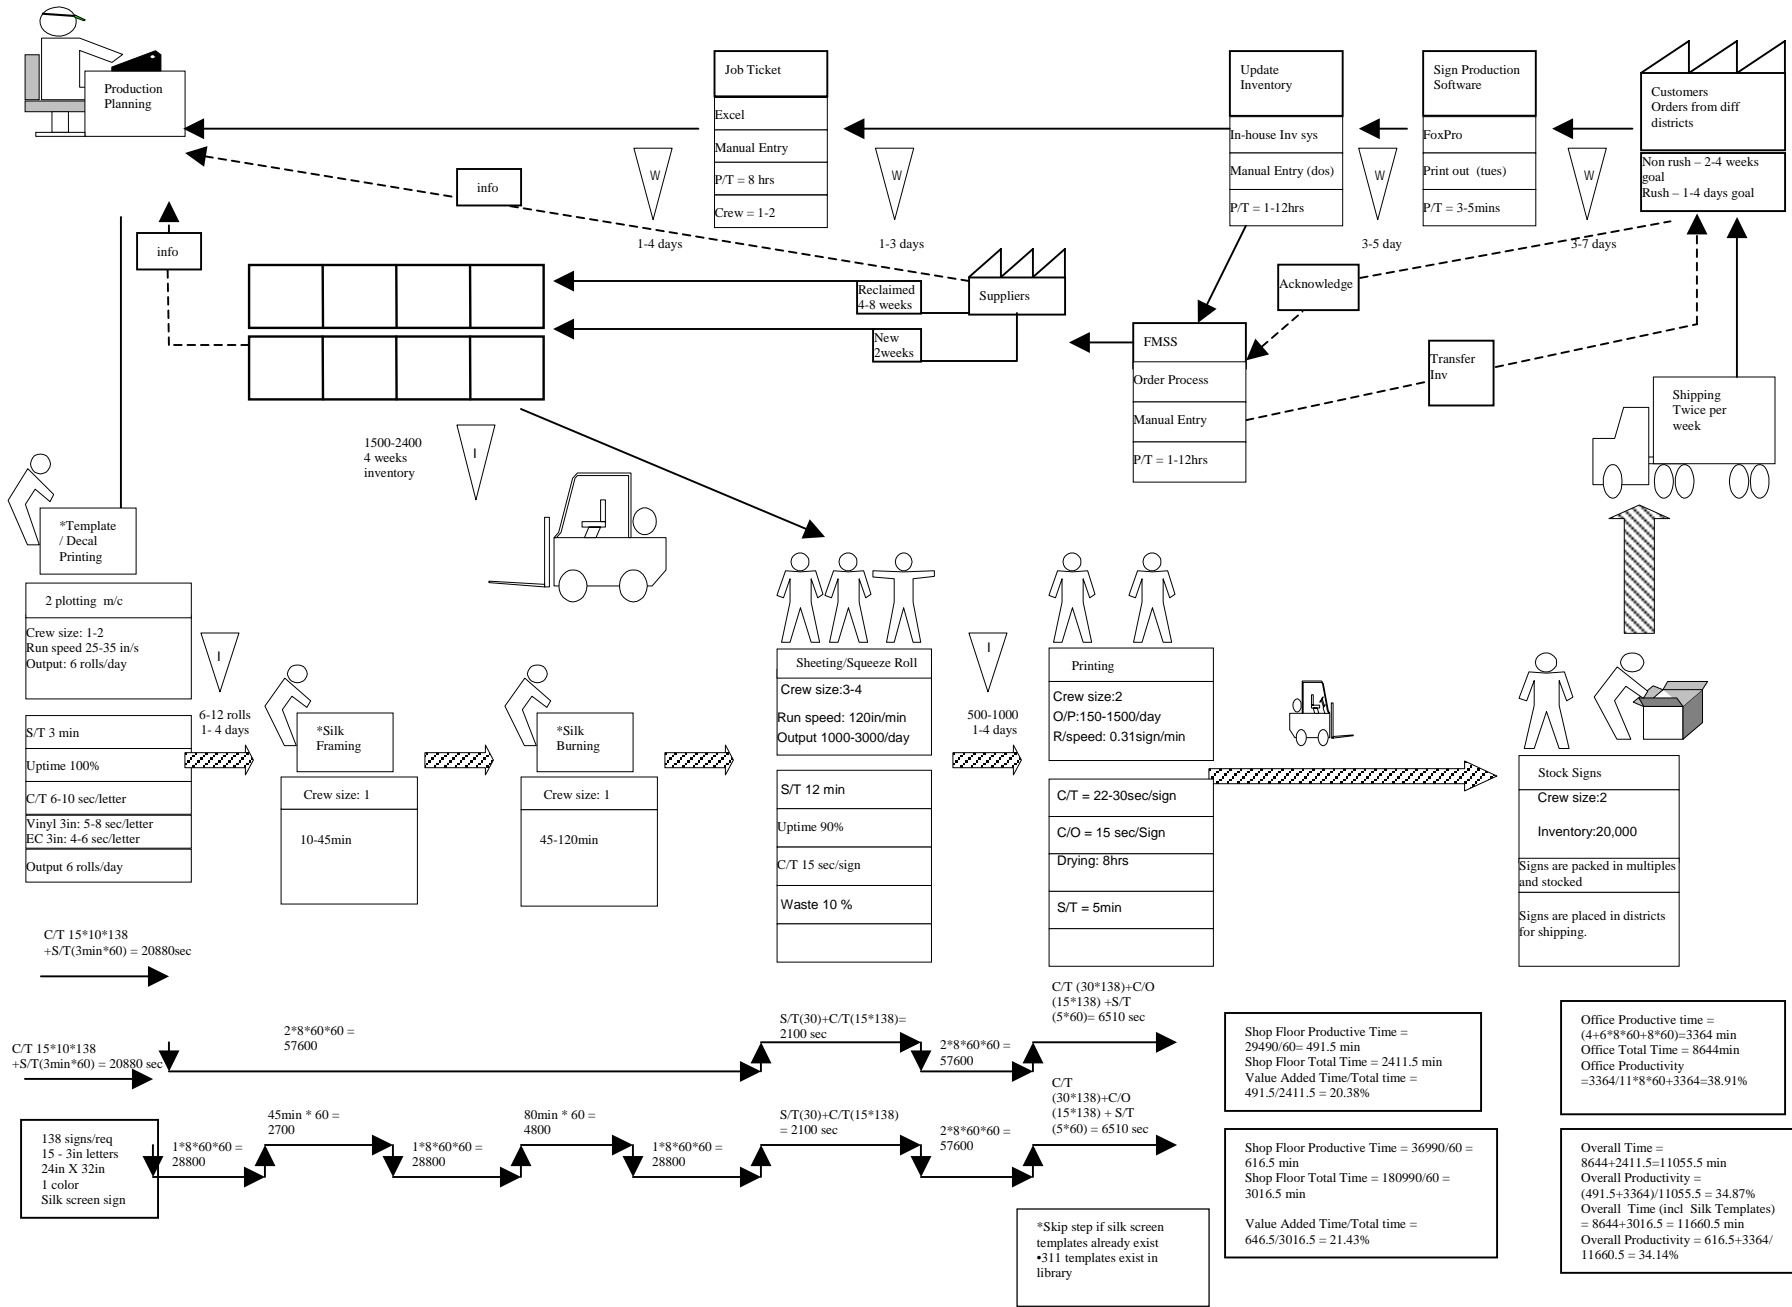 Production
Planning
Job Ticket
Excel
Manual Entry
P/T = 8 hrs
Crew = 1-2
Update
Inventory
In-house Inv sys
Manual Entry (dos)
P/T = 1-12hrs
Sign Production
Software
FoxPro
Print out  (tues)
P/T = 3-5mins
Customers
Orders from diff
districts
Non rush – 2-4 weeks
goal
Rush – 1-4 days goal
W
1-4 days
W
1-3 days
W
3-5 day
W
3-7 days
info
info
Reclaimed
4-8 weeks
New
2weeks
Suppliers
Acknowledge
FMSS
Order Process
Manual Entry
P/T = 1-12hrs
Transfer
Inv
Shipping
Twice per
week
1500-2400
4 weeks
inventory
I
*Template
/ Decal
Printing
2 plotting  m/c
Crew size: 1-2
Run speed 25-35 in/s
Output: 6 rolls/day
S/T 3 min
Uptime 100%
C/T 6-10 sec/letter
Vinyl 3in: 5-8 sec/letter
EC 3in: 4-6 sec/letter
Output 6 rolls/day
I
6-12 rolls
1- 4 days
*Silk
Framing
Crew size: 1
10-45min
*Silk
Burning
Crew size: 1
45-120min
Sheeting/Squeeze Roll
Crew size:3-4
Run speed: 120in/min
Output 1000-3000/day
S/T 12 min
Uptime 90%
C/T 15 sec/sign
Waste 10 %
I
500-1000
1-4 days
Printing
Crew size:2
O/P:150-1500/day
R/speed: 0.31sign/min
C/T = 22-30sec/sign
C/O = 15 sec/Sign
Drying: 8hrs
S/T = 5min
Stock Signs
Crew size:2
Inventory:20,000
Signs are packed in multiples
and stocked
Signs are placed in districts
for shipping.
C/T 15*10*138
+S/T(3min*60) = 20880sec
C/T 15*10*138
+S/T(3min*60) = 20880 sec
2*8*60*60 =
57600
S/T(30)+C/T(15*138)=
2100 sec
2*8*60*60 =
57600
C/T (30*138)+C/O
(15*138) +S/T
(5*60)= 6510 sec
138 signs/req
15 - 3in letters
24in X 32in
1 color
Silk screen sign
1*8*60*60 =
28800
45min * 60 =
2700
1*8*60*60 =
28800
80min * 60 =
4800
1*8*60*60 =
28800
S/T(30)+C/T(15*138)
= 2100 sec
2*8*60*60 =
57600
C/T
(30*138)+C/O
(15*138) + S/T
(5*60) = 6510 sec
Shop Floor Productive Time =
29490/60= 491.5 min
Shop Floor Total Time = 2411.5 min
Value Added Time/Total time =
491.5/2411.5 = 20.38%
Office Productive time =
(4+6*8*60+8*60)=3364 min
Office Total Time = 8644min
Office Productivity
=3364/11*8*60+3364=38.91%
Shop Floor Productive Time = 36990/60 =
616.5 min
Shop Floor Total Time = 180990/60 =
3016.5 min
Value Added Time/Total time =
646.5/3016.5 = 21.43%
Overall Time =
8644+2411.5=11055.5 min
Overall Productivity =
(491.5+3364)/11055.5 = 34.87%
Overall  Time (incl  Silk Templates)
= 8644+3016.5 = 11660.5 min
Overall Productivity = 616.5+3364/
11660.5 = 34.14%
*Skip step if silk screen
templates already exist
•311 templates exist in
library